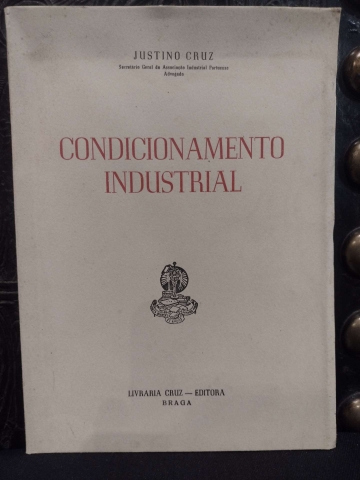 JUSTINO CRUZ
Secretário Geral da Associação Industrial Portuense
Advogado
CONDICIONAMENTO
INDUSTRIAL
LIVRARIA CRUZ — EDITORA
BRAGA